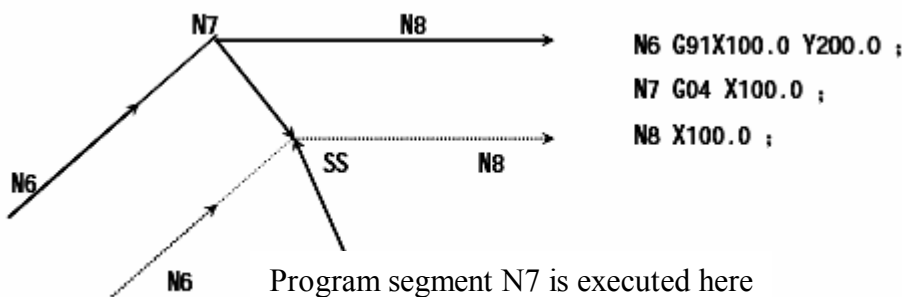 N7
N8
N6 G91X100.0 Y200.0 ;
N7 G04 X100.0 ;
N8 X100.0 ;
SS
N8
N6
N6
Program segment N7 is executed here